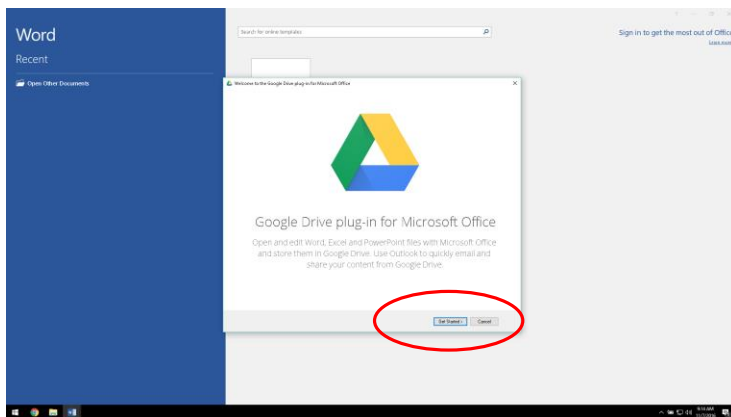 Word
Search for online templates
Sign in to get the most out of Office
Learn more
Recent
Open Other Documents
Welcome to the Google Drive plug-in for Microsoft Office
Google Drive plug-in for Microsoft Office
Open and edit Word, Excel and PowerPoint files with Microsoft Office
and store them in Google Drive. Use Outlook to quickly email and
share your content from Google Drive.
Get Started ›
Cancel